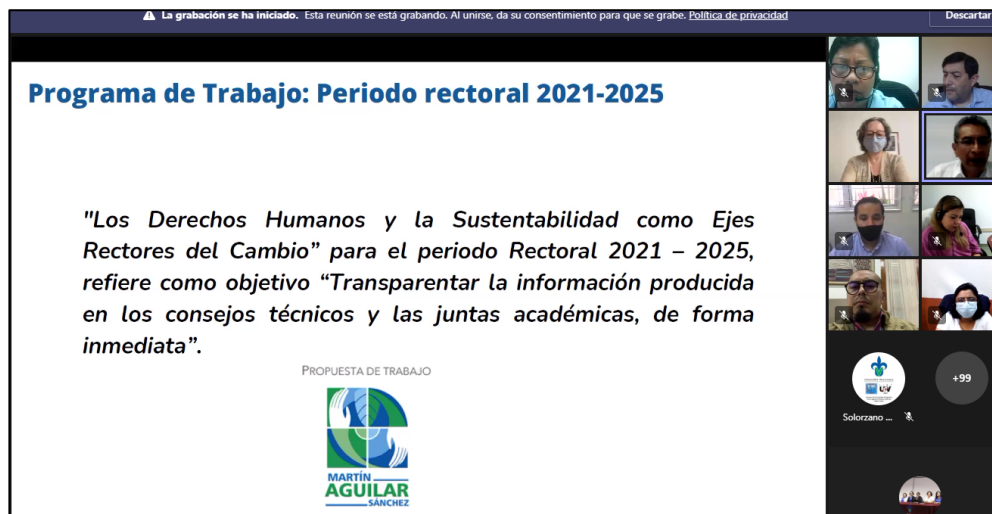 La grabación se ha iniciado. Esta reunión se está grabando. Al unirse, da su consentimiento para que se grabe. Política de privacidad
Descartar
Programa de Trabajo: Periodo rectoral 2021-2025
"Los Derechos Humanos y la Sustentabilidad como Ejes
Rectores del Cambio” para el periodo Rectoral 2021 – 2025,
refiere como objetivo “Transparentar la información producida
en los consejos técnicos y las juntas académicas, de forma
inmediata”.
PROPUESTA DE TRABAJO
MARTÍN
AGUILAR
SÁNCHEZ
+99
Solorzano ...